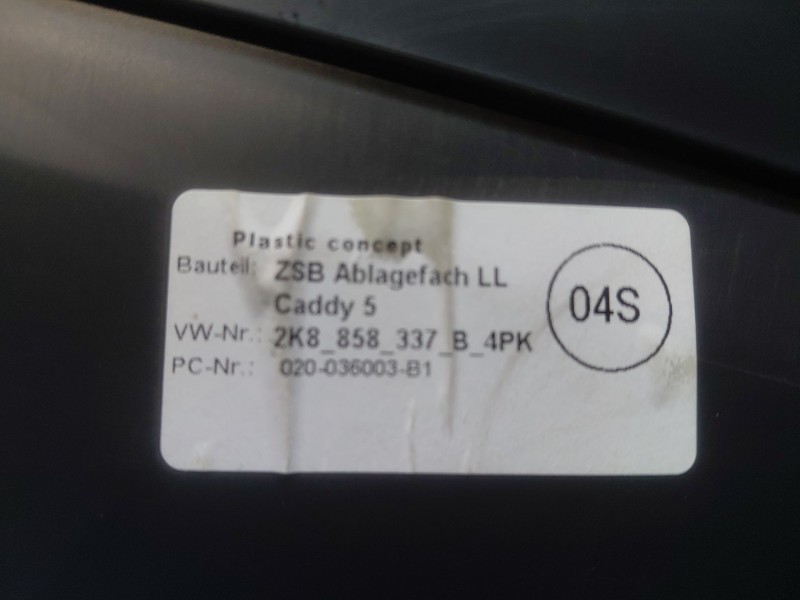 Plastic concept
Bauteil: ZSB Ablagefach LL
Caddy 5
04S
VW-Nr.: 2K8_858_337_B_4PK
PC-Nr.: 020-036003-B1